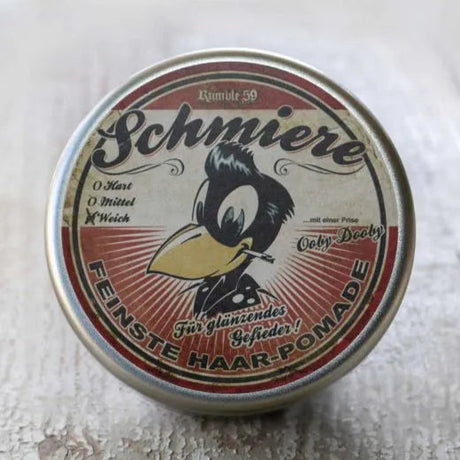 Rumble 59
Schmiere
O Hart
O Mittel
Weich
...mit einer Prise
Ooby-Dooby
Für glänzendes
Gefieder!
FEINSTE HAAR-POMADE